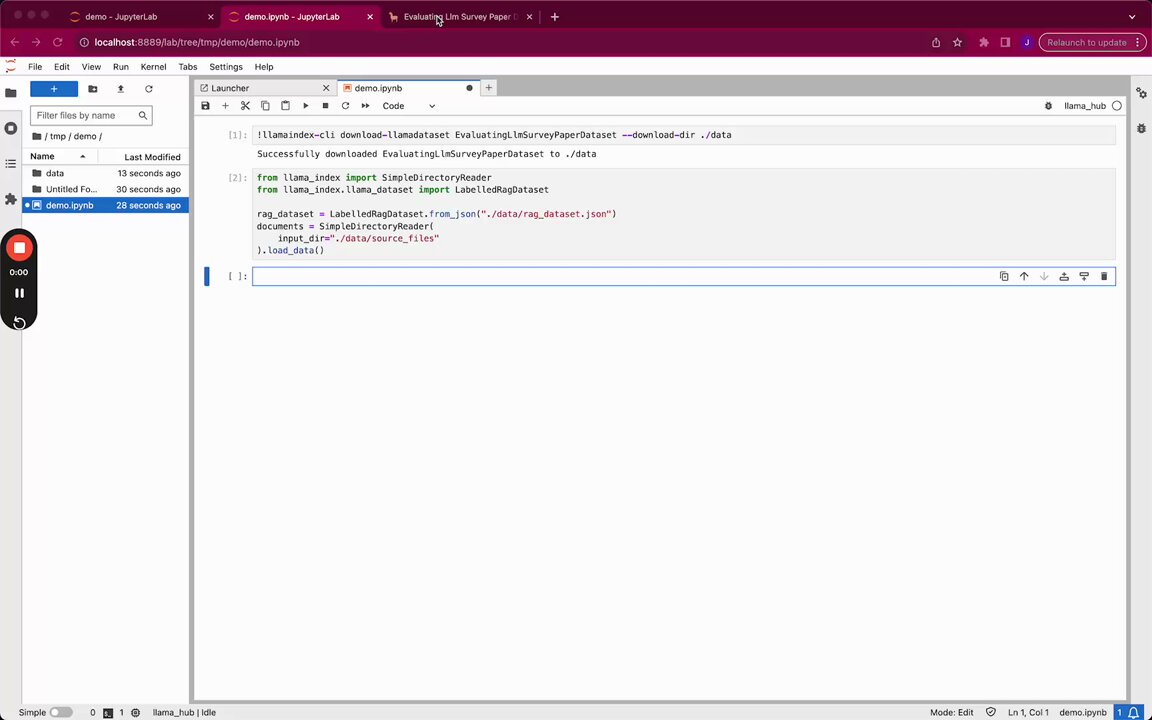 demo - JupyterLab
demo.ipynb - JupyterLab
Evaluating Llm Survey Paper D
localhost:8889/lab/tree/tmp/demo/demo.ipynb
J
Relaunch to update
File Edit View Run Kernel Tabs Settings Help
Launcher
demo.ipynb
Filter files by name
Code
llama_hub
/ tmp / demo /
Name
Last Modified
data 13 seconds ago
Untitled Fo... 30 seconds ago
demo.ipynb 28 seconds ago
[1]: !llamaindex-cli download-llamadataset EvaluatingLlmSurveyPaperDataset --download-dir ./data
Successfully downloaded EvaluatingLlmSurveyPaperDataset to ./data
[2]: from llama_index import SimpleDirectoryReader
from llama_index.llama_dataset import LabelledRagDataset
rag_dataset = LabelledRagDataset.from_json("./data/rag_dataset.json")
documents = SimpleDirectoryReader(
input_dir="./data/source_files"
).load_data()
[ ]:
0:00
Simple 0 1 llama_hub | Idle
Mode: Edit Ln 1, Col 1 demo.ipynb 1